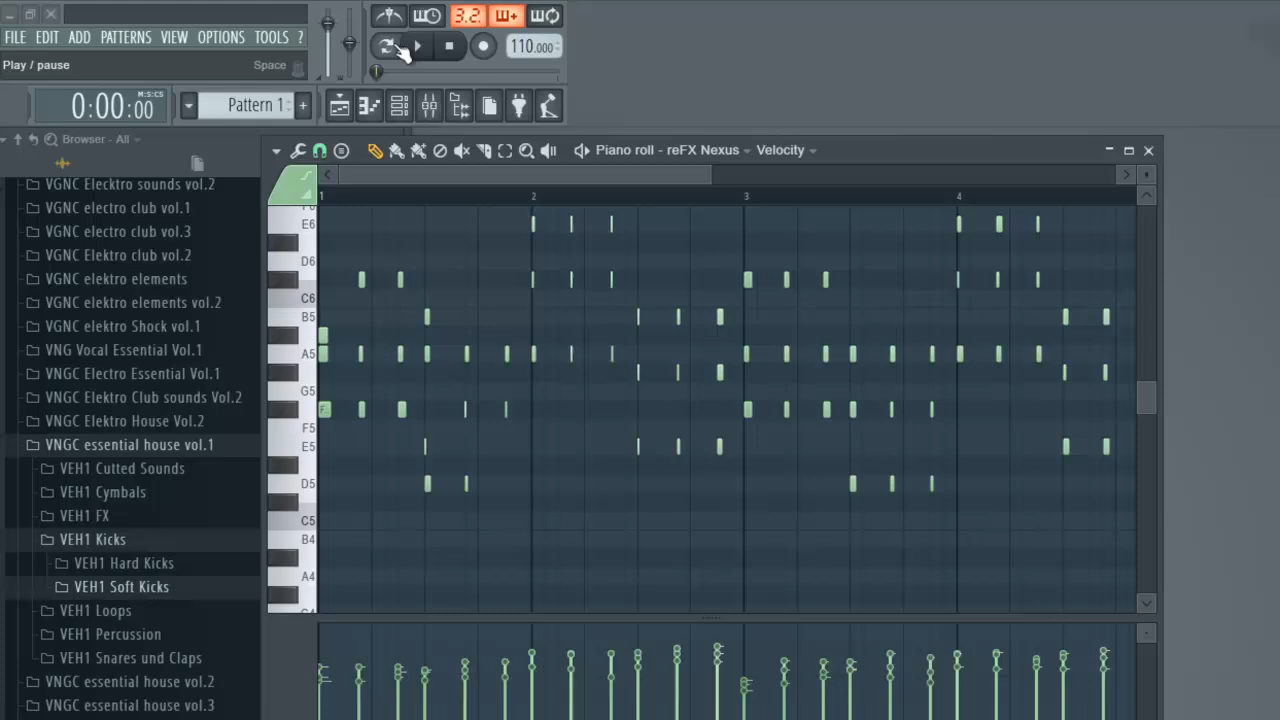 3.2.
FILE EDIT ADD PATTERNS VIEW OPTIONS TOOLS ?
110.000
Play / pause Space
M:S:CS
0:00:00
Pattern 1
Browser - All
Piano roll - reFX Nexus Velocity
VGNC Elecktro sounds vol.2
VGNC electro club vol.1
VGNC electro club vol.3
VGNC Elektro club vol.2
VGNC elektro elements
VGNC elektro elements vol.2
VGNC elektro Shock vol.1
VNG Vocal Essential Vol.1
VNGC Electro Essential Vol.1
VNGC Elektro Club sounds Vol.2
VNGC Elektro House Vol.2
VNGC essential house vol.1
VEH1 Cutted Sounds
VEH1 Cymbals
VEH1 FX
VEH1 Kicks
VEH1 Hard Kicks
VEH1 Soft Kicks
VEH1 Loops
VEH1 Percussion
VEH1 Snares und Claps
VNGC essential house vol.2
VNGC essential house vol.3
1 2 3 4
E6
D6
C6
B5
A5
G5
F5
E5
D5
C5
B4
A4